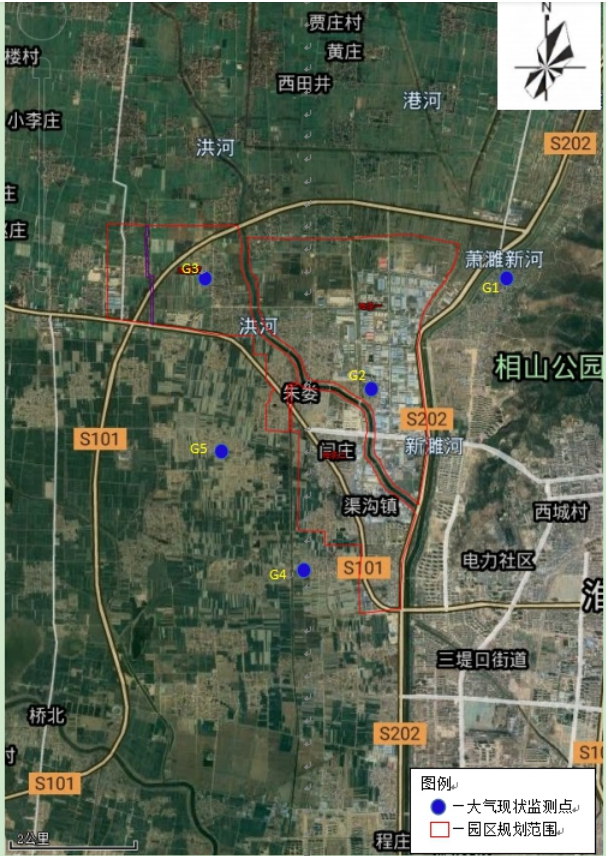 贾庄村
N
楼村
黄庄
西田井
港河
小李庄
洪河
S202
庄
庄
萧濉新河
G3
G1
洪河
相山公园
G2
朱娄
S202
S101
新濉河
G5
闫庄
渠沟镇
西城村
电力社区
S101
G4
淮
三堤口街道
桥北
S202
村
S101
S10
图例
一大气现状监测点
一园区规划范围
2公里
程庄